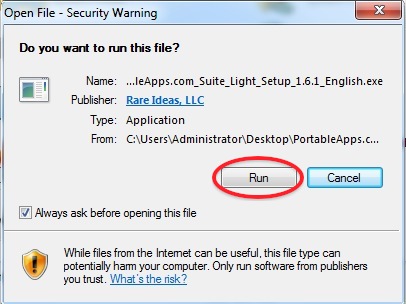 Open File - Security Warning
Do you want to run this file?
Name: ...leApps.com_Suite_Light_Setup_1.6.1_English.exe
Publisher: Rare Ideas, LLC
Type: Application
From: C:\Users\Administrator\Desktop\PortableApps.c...
Run Cancel
Always ask before opening this file
While files from the Internet can be useful, this file type can
potentially harm your computer. Only run software from publishers
you trust. What's the risk?